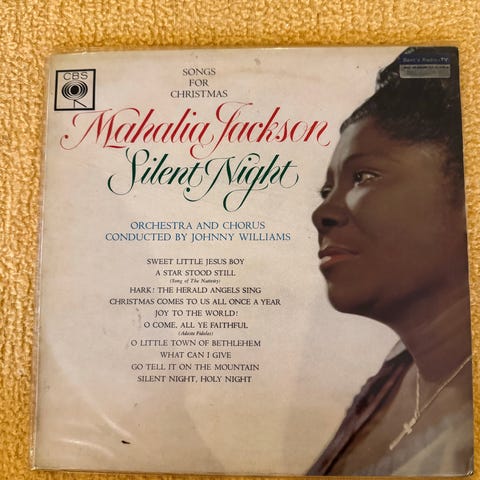 CBS
SONGS
FOR
CHRISTMAS
Mahalia Jackson
Silent Night
ORCHESTRA AND CHORUS
CONDUCTED BY JOHNNY WILLIAMS
SWEET LITTLE JESUS BOY
A STAR STOOD STILL
(Song of The Nativity)
HARK! THE HERALD ANGELS SING
CHRISTMAS COMES TO US ALL ONCE A YEAR
JOY TO THE WORLD!
O COME, ALL YE FAITHFUL
(Adeste Fideles)
O LITTLE TOWN OF BETHLEHEM
WHAT CAN I GIVE
GO TELL IT ON THE MOUNTAIN
SILENT NIGHT, HOLY NIGHT